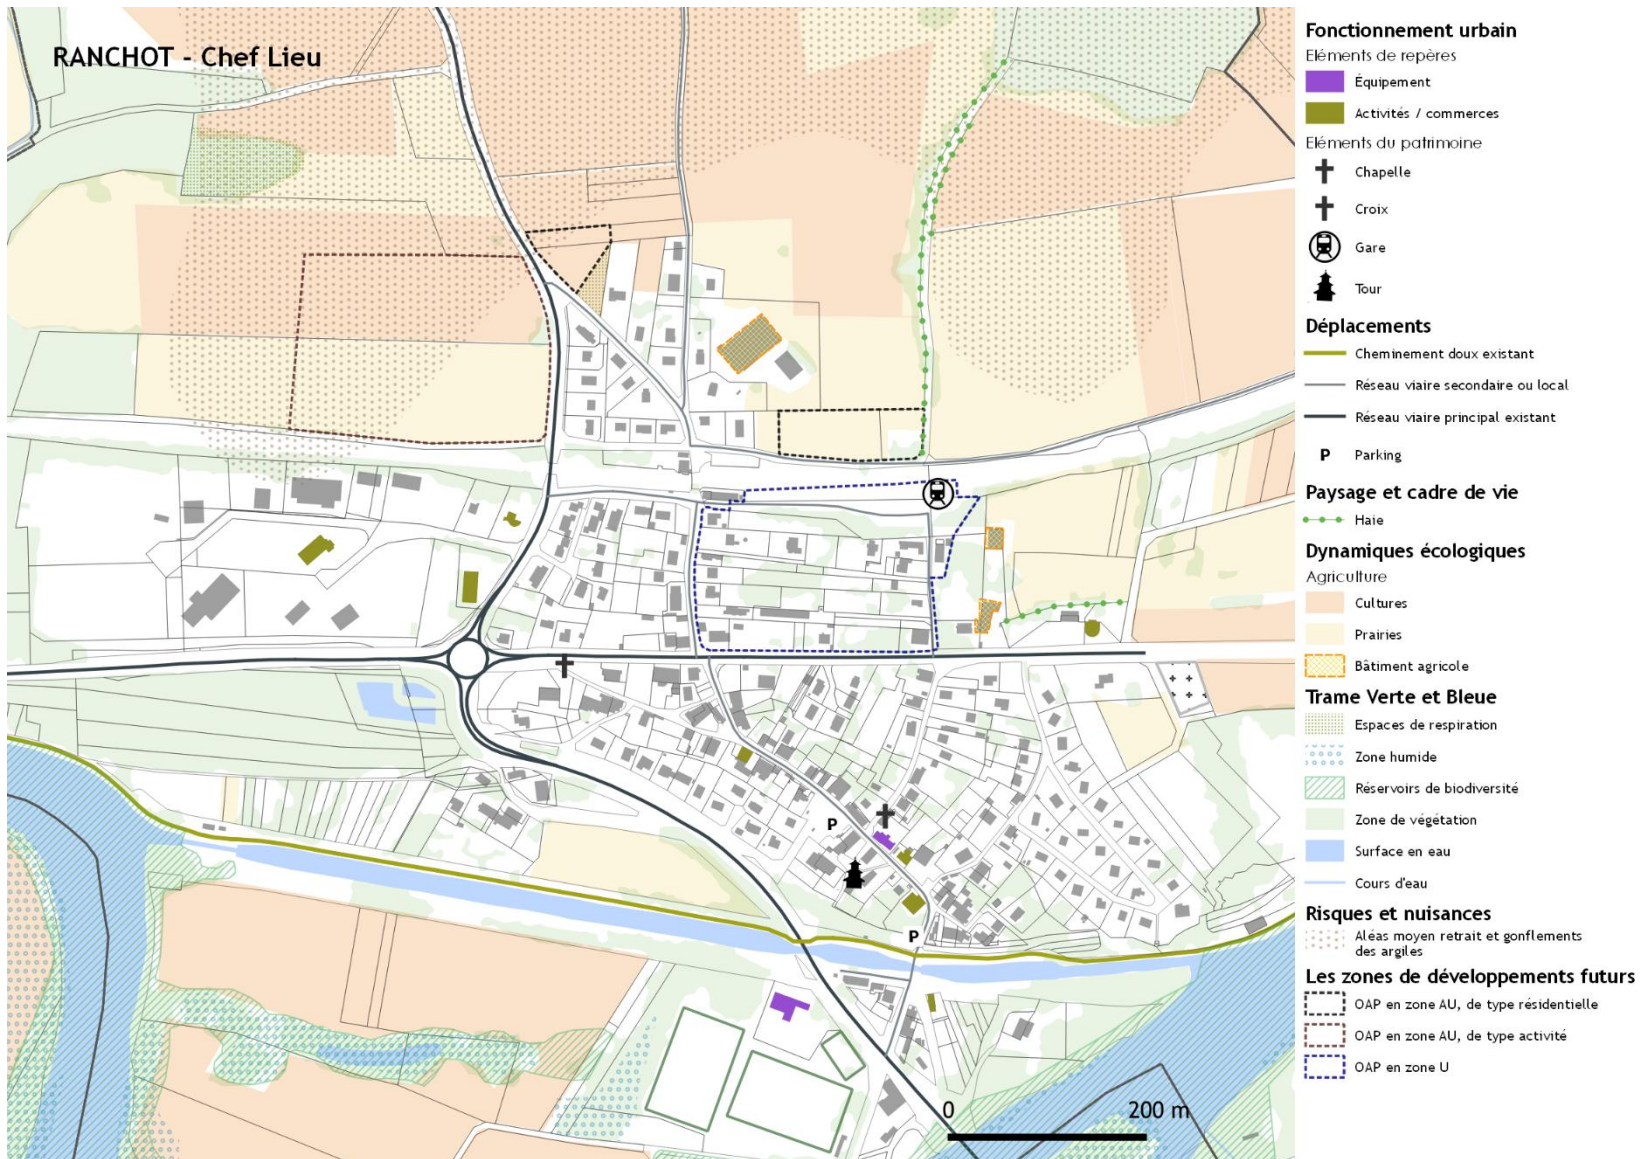 RANCHOT - Chef Lieu
P
P
0 200 m
Fonctionnement urbain
Eléments de repères
Équipement
Activités / commerces
Eléments du patrimoine
Chapelle
Croix
Gare
Tour
Déplacements
Cheminement doux existant
Réseau viaire secondaire ou local
Réseau viaire principal existant
P Parking
Paysage et cadre de vie
Haie
Dynamiques écologiques
Agriculture
Cultures
Prairies
Bâtiment agricole
Trame Verte et Bleue
Espaces de respiration
Zone humide
Réservoirs de biodiversité
Zone de végétation
Surface en eau
Cours d'eau
Risques et nuisances
Aléas moyen retrait et gonflements
des argiles
Les zones de développements futurs
OAP en zone AU, de type résidentielle
OAP en zone AU, de type activité
OAP en zone U